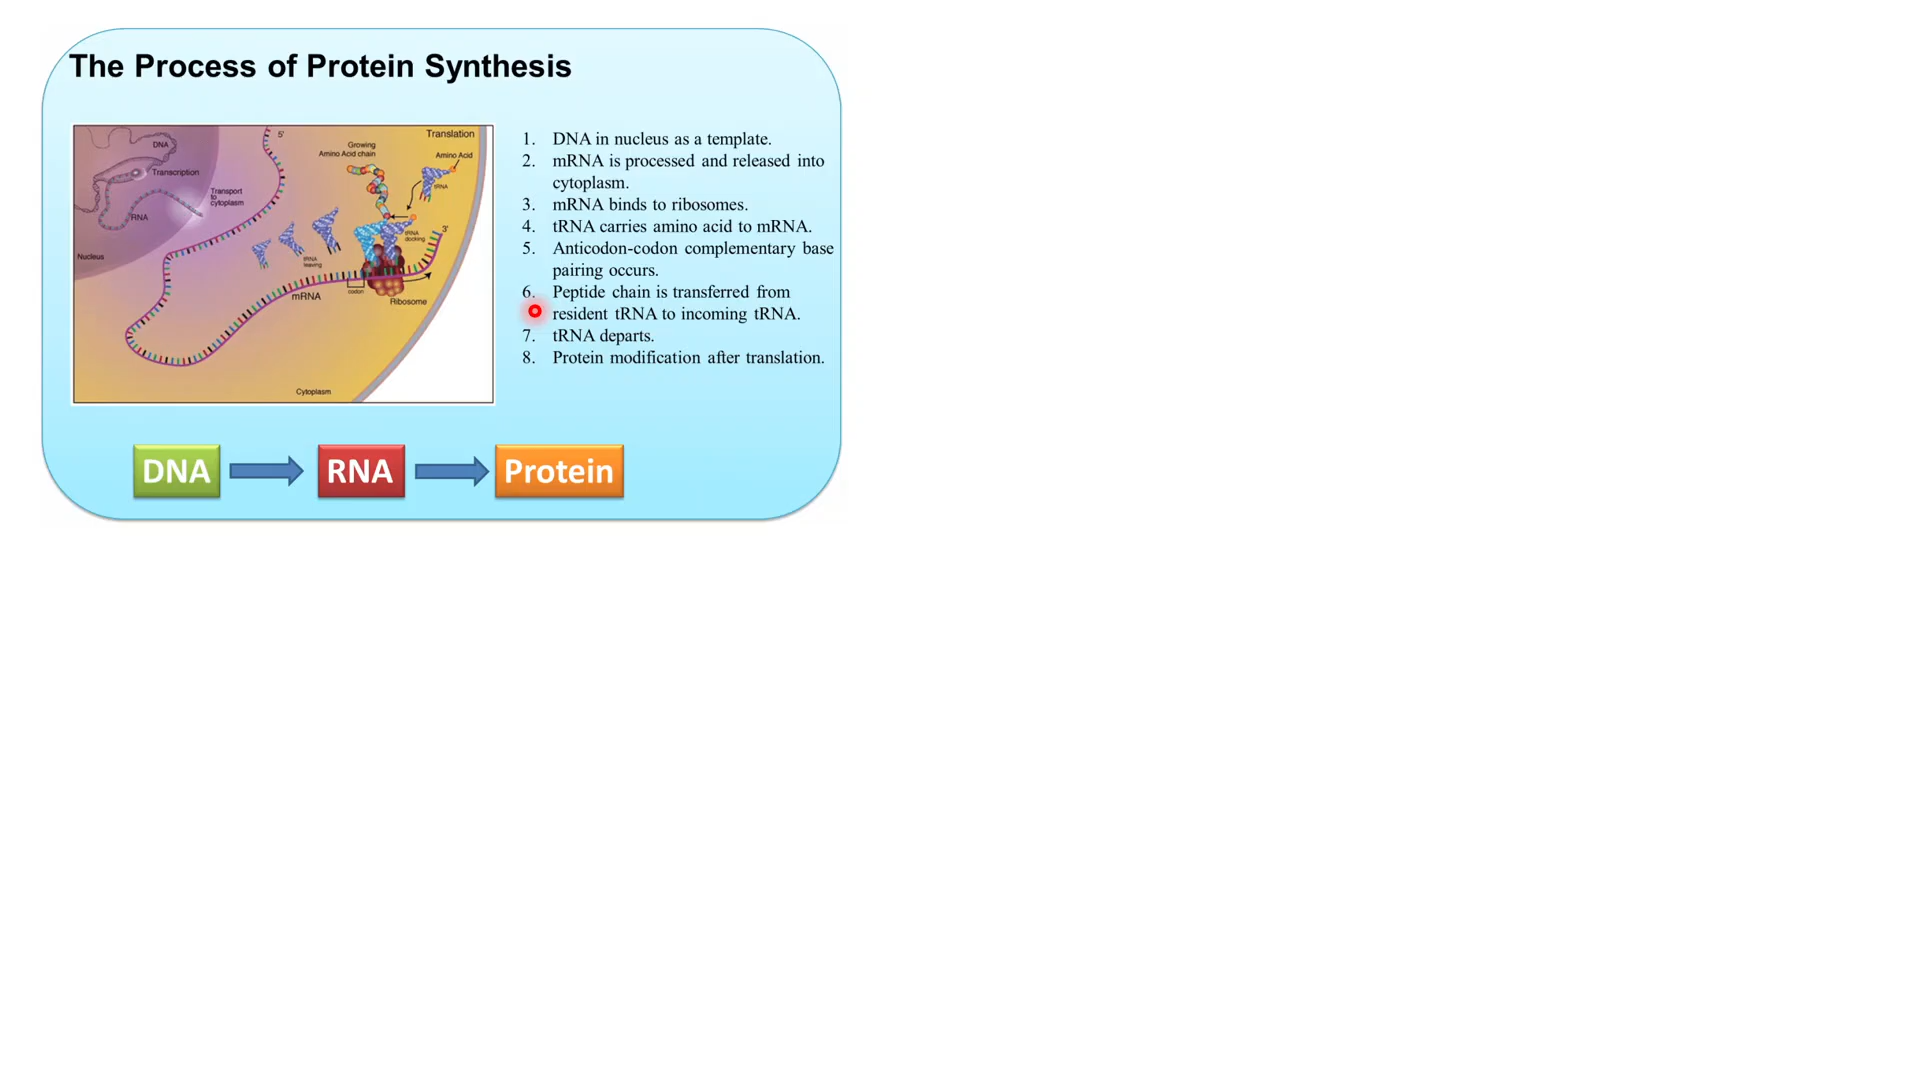 The Process of Protein Synthesis
DNA
Transcription
RNA
Transport
to
cytoplasm
Nucleus
5'
Growing
Amino Acid chain
Translation
Amino Acid
tRNA
tRNA
docking
3'
tRNA
leaving
mRNA
codon
Ribosome
Cytoplasm
1. DNA in nucleus as a template.
2. mRNA is processed and released into
cytoplasm.
3. mRNA binds to ribosomes.
4. tRNA carries amino acid to mRNA.
5. Anticodon-codon complementary base
pairing occurs.
6. Peptide chain is transferred from
resident tRNA to incoming tRNA.
7. tRNA departs.
8. Protein modification after translation.
DNA
RNA
Protein